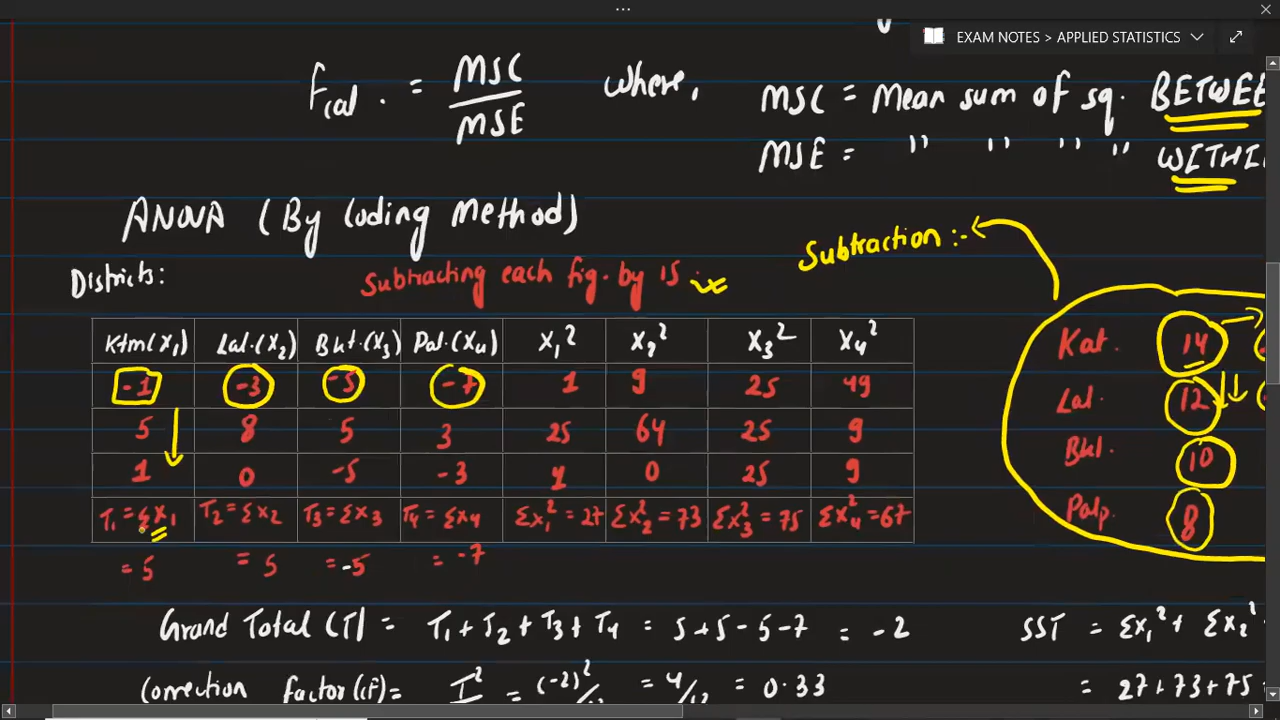 EXAM NOTES > APPLIED STATISTICS
Fcal. = MSC / MSE where, MSC = Mean sum of sq. BETWEE
MSE = " " " " WITHI
ANOVA (By Coding Method)
Subtraction :-
Districts: Subtracting each fig. by 15
Ktm(X₁) Lal.(X₂) Bkt.(X₃) Pal.(X₄) X₁² X₂² X₃² X₄²
-1 -3 -5 -7 1 9 25 49
5 8 5 3 25 64 25 9
1 0 -5 -3 1 0 25 9
T₁=ΣX₁ T₂=ΣX₂ T₃=ΣX₃ T₄=ΣX₄ ΣX₁²=27 ΣX₂²=73 ΣX₃²=75 ΣX₄²=67
= 5 = 5 = -5 = -7
Kat. 14
Lal. 12
Bkt. 10
Palp. 8
Grand Total (T) = T₁ + T₂ + T₃ + T₄ = 5+5-5-7 = -2
SST = ΣX₁² + ΣX₂²
Correction factor (CF) = T² = (-2)² = 4/12 = 0.33
= 27+73+75